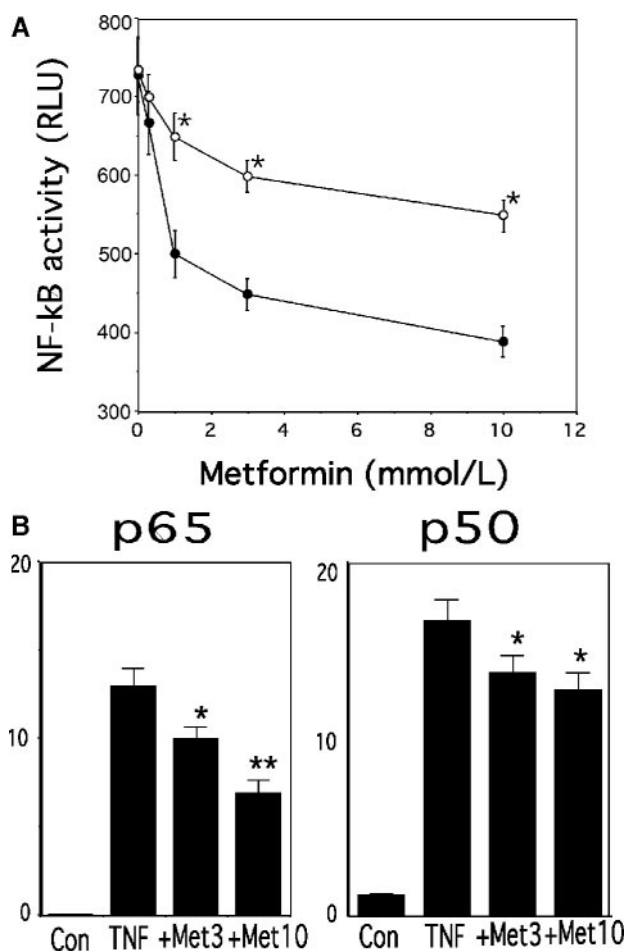 A
800
700
600
500
400
300
NF-kB activity (RLU)
*
*
*
0 2 4 6 8 10 12
Metformin (mmol/L)
B
p65
p50
20
10
0
*
**
Con TNF +Met3 +Met10
20
10
0
*
*
Con TNF +Met3 +Met10